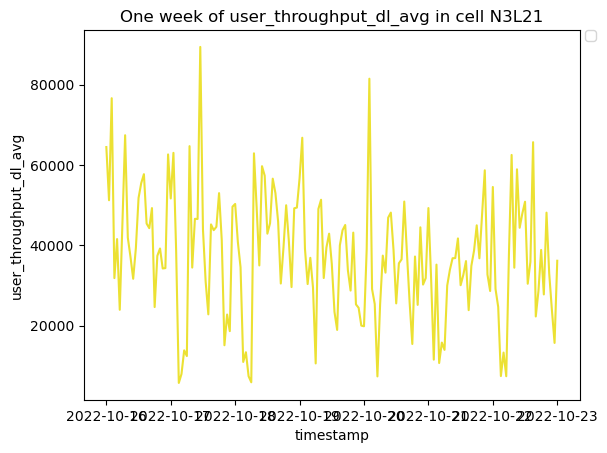 One week of user_throughput_dl_avg in cell N3L21
user_throughput_dl_avg
80000
60000
40000
20000
2022-10-16 2022-10-17 2022-10-18 2022-10-19 2022-10-20 2022-10-21 2022-10-22 2022-10-23
timestamp